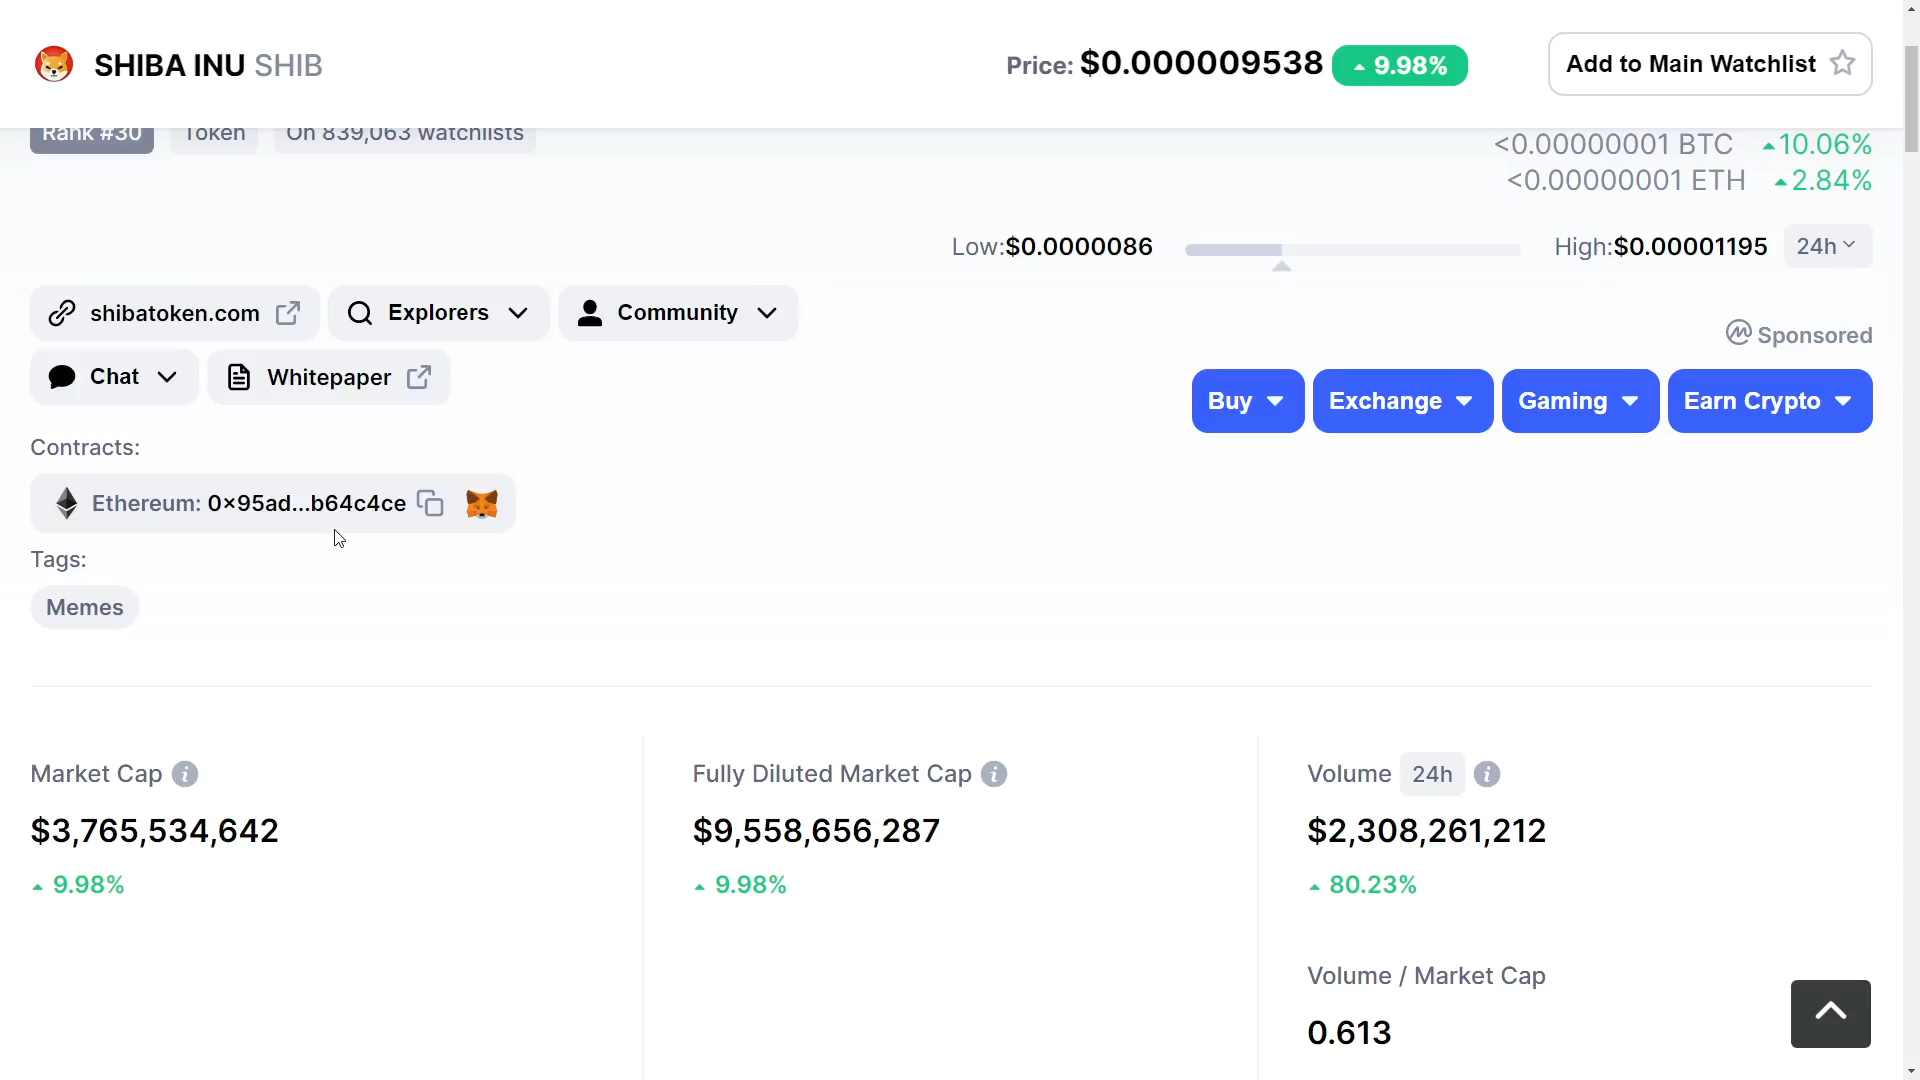 SHIBA INU SHIB
Price: $0.000009538 9.98%
Add to Main Watchlist
Rank #30 Token On 839,063 watchlists
<0.00000001 BTC 10.06%
<0.00000001 ETH 2.84%
Low:$0.0000086 High:$0.00001195 24h
shibatoken.com Explorers Community
Sponsored
Chat Whitepaper
Buy Exchange Gaming Earn Crypto
Contracts:
Ethereum: 0×95ad...b64c4ce
Tags:
Memes
Market Cap
$3,765,534,642
9.98%
Fully Diluted Market Cap
$9,558,656,287
9.98%
Volume 24h
$2,308,261,212
80.23%
Volume / Market Cap
0.613